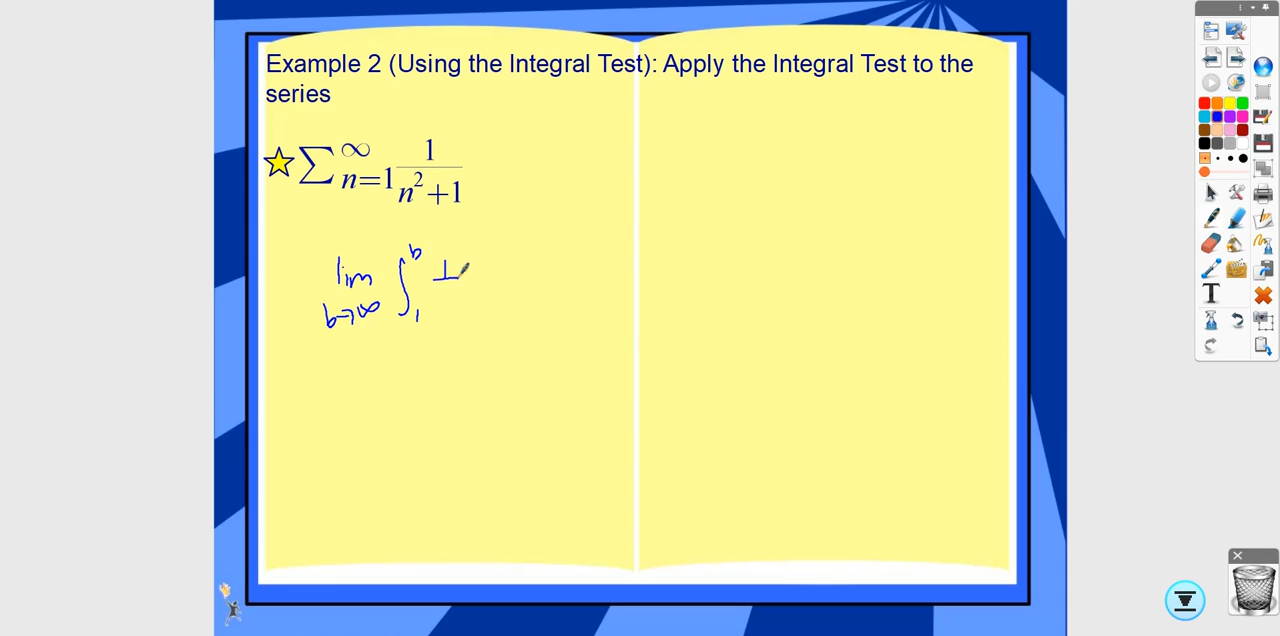 Example 2 (Using the Integral Test): Apply the Integral Test to the
series
∑ ∞ n=1 1/(n²+1)
lim b→∞ ∫ 1 b 1
T